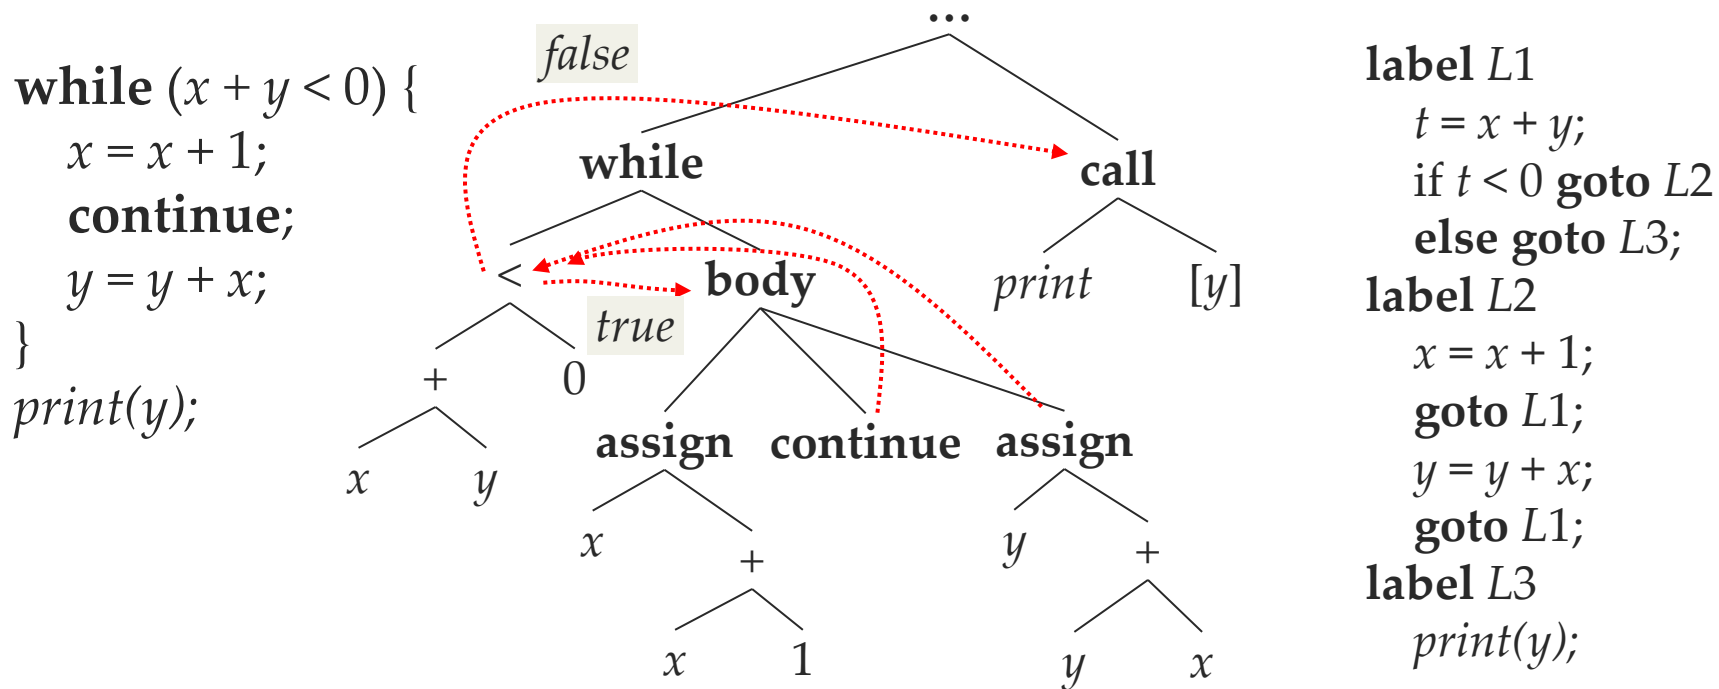 while (x + y < 0) {
x = x + 1;
continue;
y = y + x;
}
print(y);
...
false
while
call
<
body
print
[y]
true
+
0
assign
continue
assign
x
y
x
+
y
+
x
1
y
x
label L1
t = x + y;
if t < 0 goto L2
else goto L3;
label L2
x = x + 1;
goto L1;
y = y + x;
goto L1;
label L3
print(y);